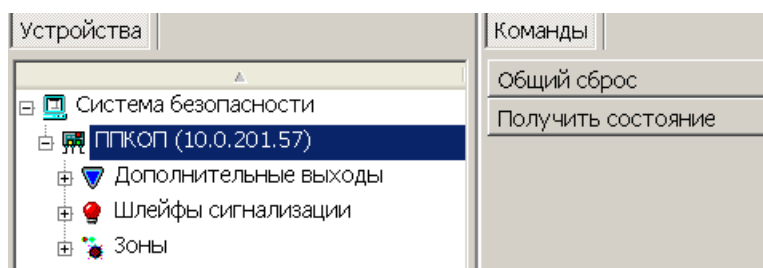 Устройства
Система безопасности
ППКОП (10.0.201.57)
Дополнительные выходы
Шлейфы сигнализации
Зоны
Команды
Общий сброс
Получить состояние